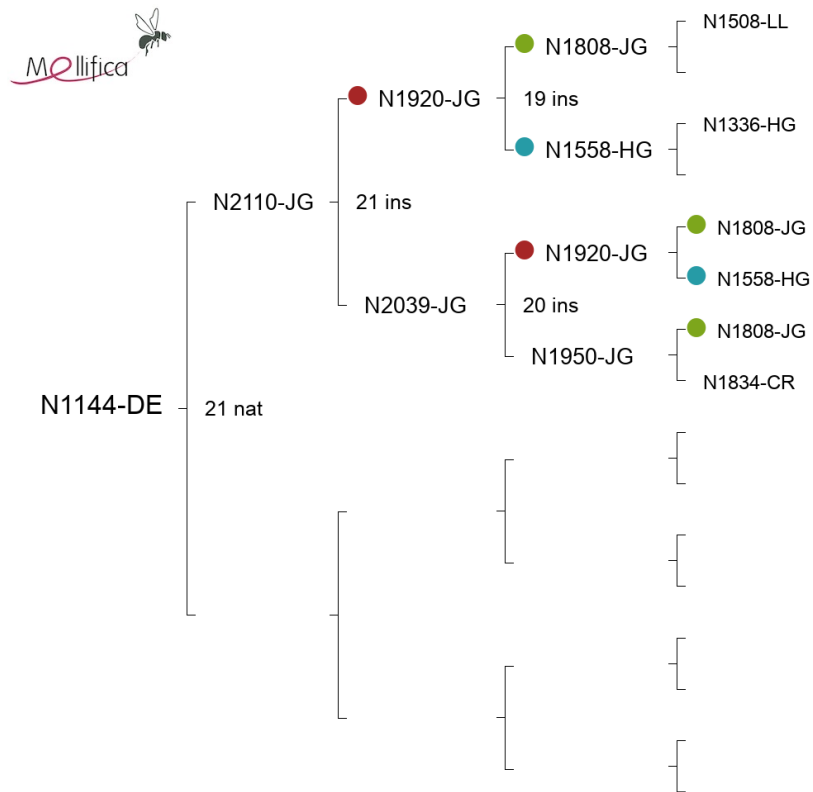 Mellifica
N1508-LL
N1808-JG
N1920-JG
19 ins
N1336-HG
N1558-HG
N2110-JG
21 ins
N1808-JG
N1920-JG
N1558-HG
N2039-JG
20 ins
N1808-JG
N1950-JG
N1834-CR
N1144-DE
21 nat